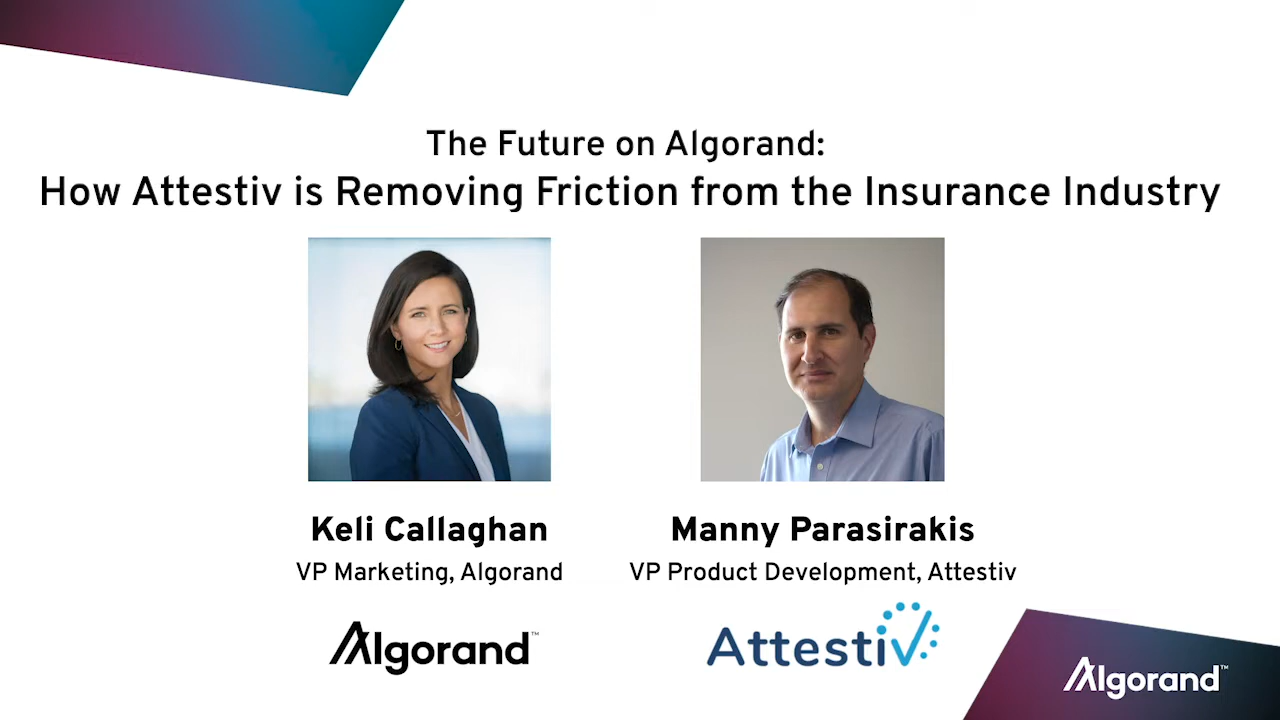 The Future on Algorand:
How Attestiv is Removing Friction from the Insurance Industry
Keli Callaghan
VP Marketing, Algorand
Manny Parasirakis
VP Product Development, Attestiv
Algorand™
Attestiv
Algorand™